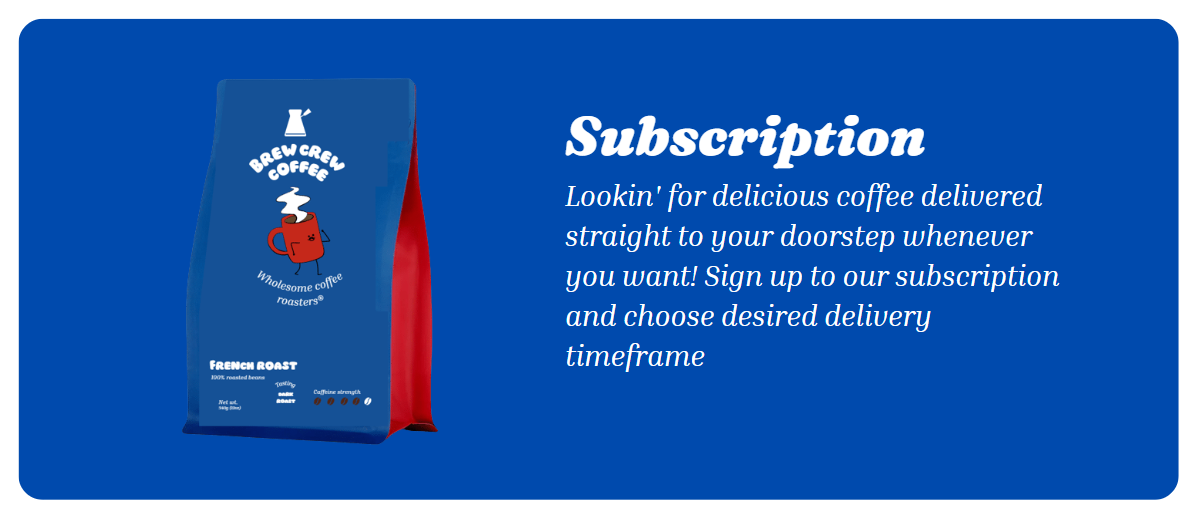 BREW CREW
COFFEE
Wholesome coffee
roasters®
FRENCH ROAST
100% roasted beans
Tasting
DARK
ROAST
Caffeine strength
Net wt.
Subscription
Lookin' for delicious coffee delivered
straight to your doorstep whenever
you want! Sign up to our subscription
and choose desired delivery
timeframe